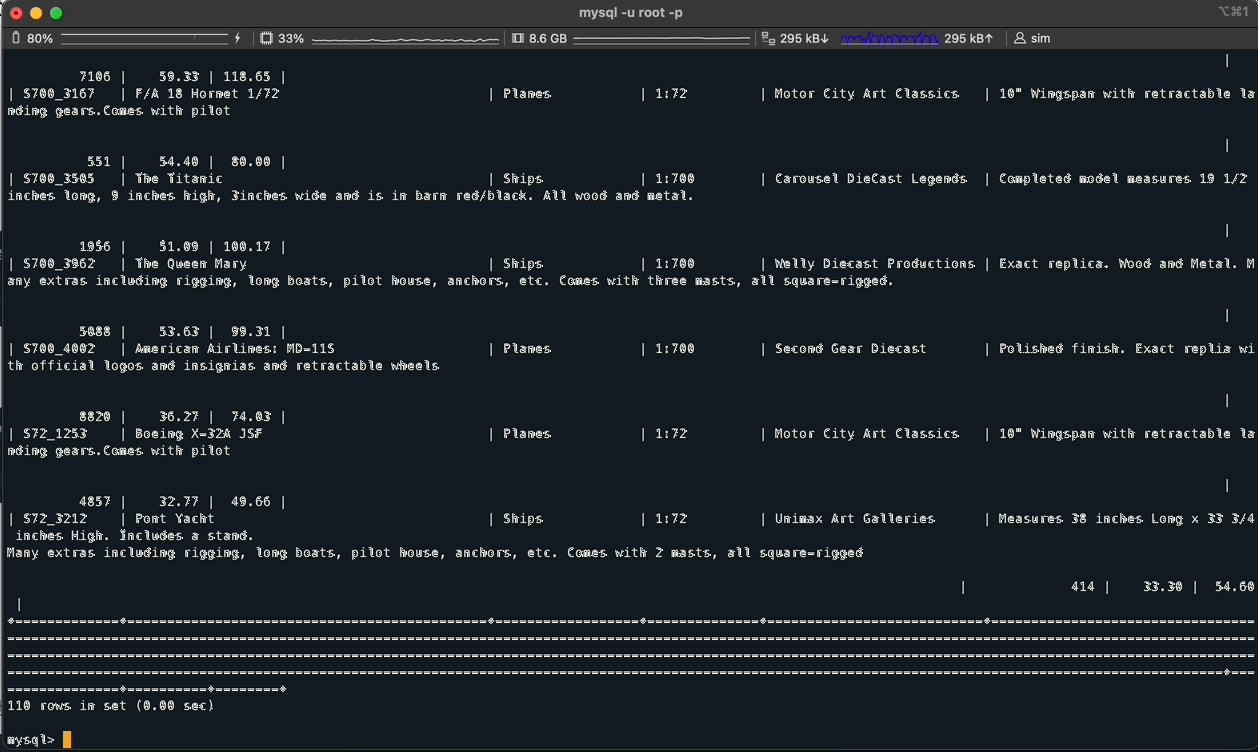 mysql -u root -p
⌥⌘1
80% 33% 8.6 GB 295 kB↓ 295 kB↑ sim
|
7106 | 59.33 | 118.65 |
| S700_3167 | F/A 18 Hornet 1/72 | Planes | 1:72 | Motor City Art Classics | 10" Wingspan with retractable la
nding gears.Comes with pilot
|
551 | 54.40 | 80.00 |
| S700_3505 | The Titanic | Ships | 1:700 | Carousel DieCast Legends | Completed model measures 19 1/2
inches long, 9 inches high, 3inches wide and is in barn red/black. All wood and metal.
|
1956 | 51.09 | 100.17 |
| S700_3962 | The Queen Mary | Ships | 1:700 | Welly Diecast Productions | Exact replica. Wood and Metal. M
any extras including rigging, long boats, pilot house, anchors, etc. Comes with three masts, all square-rigged.
|
5088 | 53.63 | 99.31 |
| S700_4002 | American Airlines: MD-11S | Planes | 1:700 | Second Gear Diecast | Polished finish. Exact replia wi
th official logos and insignias and retractable wheels
|
8820 | 36.27 | 74.03 |
| S72_1253 | Boeing X-32A JSF | Planes | 1:72 | Motor City Art Classics | 10" Wingspan with retractable la
nding gears.Comes with pilot
|
4857 | 32.77 | 49.66 |
| S72_3212 | Pont Yacht | Ships | 1:72 | Unimax Art Galleries | Measures 38 inches Long x 33 3/4
inches High. Includes a stand.
Many extras including rigging, long boats, pilot house, anchors, etc. Comes with 2 masts, all square-rigged
| 414 | 33.30 | 54.60
|
110 rows in set (0.00 sec)
mysql>